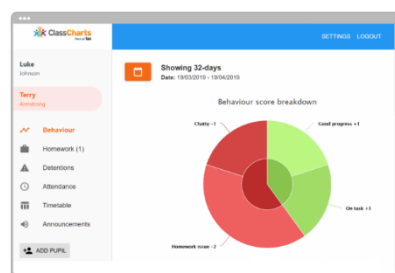 ClassCharts
SETTINGS LOGOUT
Luke
Johnson
Terry
Armstrong
Behaviour
Homework (1)
Detentions
Attendance
Timetable
Announcements
ADD PUPIL
Showing 32-days
Date: 19/03/2019 - 19/04/2019
Behaviour score breakdown
Chatty -1
Good progress +1
On task +1
Homework issue -2